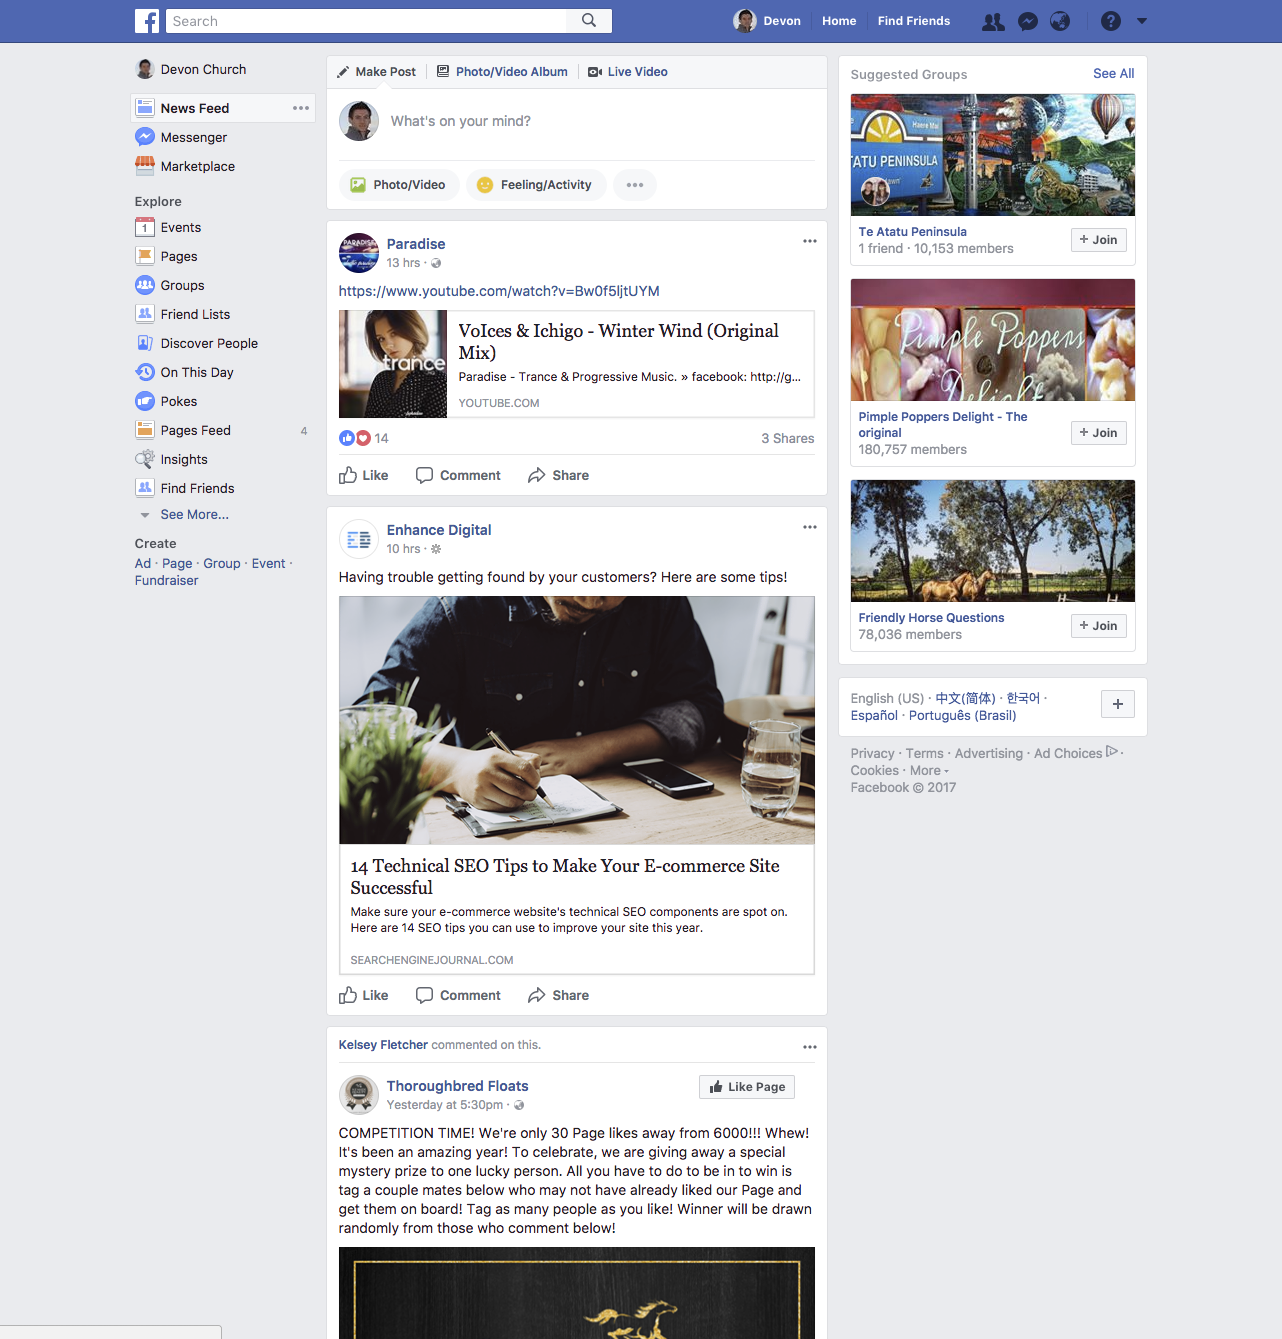 Search
Devon
Home
Find Friends
Devon Church
News Feed
Messenger
Marketplace
Explore
1
Events
Pages
Groups
Friend Lists
Discover People
On This Day
Pokes
Pages Feed 4
Insights
Find Friends
See More...
Create
Ad · Page · Group · Event ·
Fundraiser
Make Post
Photo/Video Album
Live Video
What's on your mind?
Photo/Video
Feeling/Activity
PARADISE
Paradise
13 hrs ·
https://www.youtube.com/watch?v=Bw0f5ljtUYM
trance
VoIces & Ichigo - Winter Wind (Original
Mix)
Paradise - Trance & Progressive Music. » facebook: http://g...
YOUTUBE.COM
14
3 Shares
Like
Comment
Share
Enhance Digital
10 hrs ·
Having trouble getting found by your customers? Here are some tips!
14 Technical SEO Tips to Make Your E-commerce Site
Successful
Make sure your e-commerce website's technical SEO components are spot on.
Here are 14 SEO tips you can use to improve your site this year.
SEARCHENGINEJOURNAL.COM
Like
Comment
Share
Kelsey Fletcher commented on this.
Thoroughbred Floats
Yesterday at 5:30pm ·
Like Page
COMPETITION TIME! We're only 30 Page likes away from 6000!!! Whew!
It's been an amazing year! To celebrate, we are giving away a special
mystery prize to one lucky person. All you have to do to be in to win is
tag a couple mates below who may not have already liked our Page and
get them on board! Tag as many people as you like! Winner will be drawn
randomly from those who comment below!
Suggested Groups
See All
Haere Mai
TATU PENINSULA
Te Atatu Peninsula
1 friend · 10,153 members
+ Join
Pimple Poppers
Delight
Pimple Poppers Delight - The
original
180,757 members
+ Join
Friendly Horse Questions
78,036 members
+ Join
English (US) · 中文(简体) · 한국어 ·
Español · Português (Brasil)
+
Privacy · Terms · Advertising · Ad Choices ·
Cookies · More
Facebook © 2017